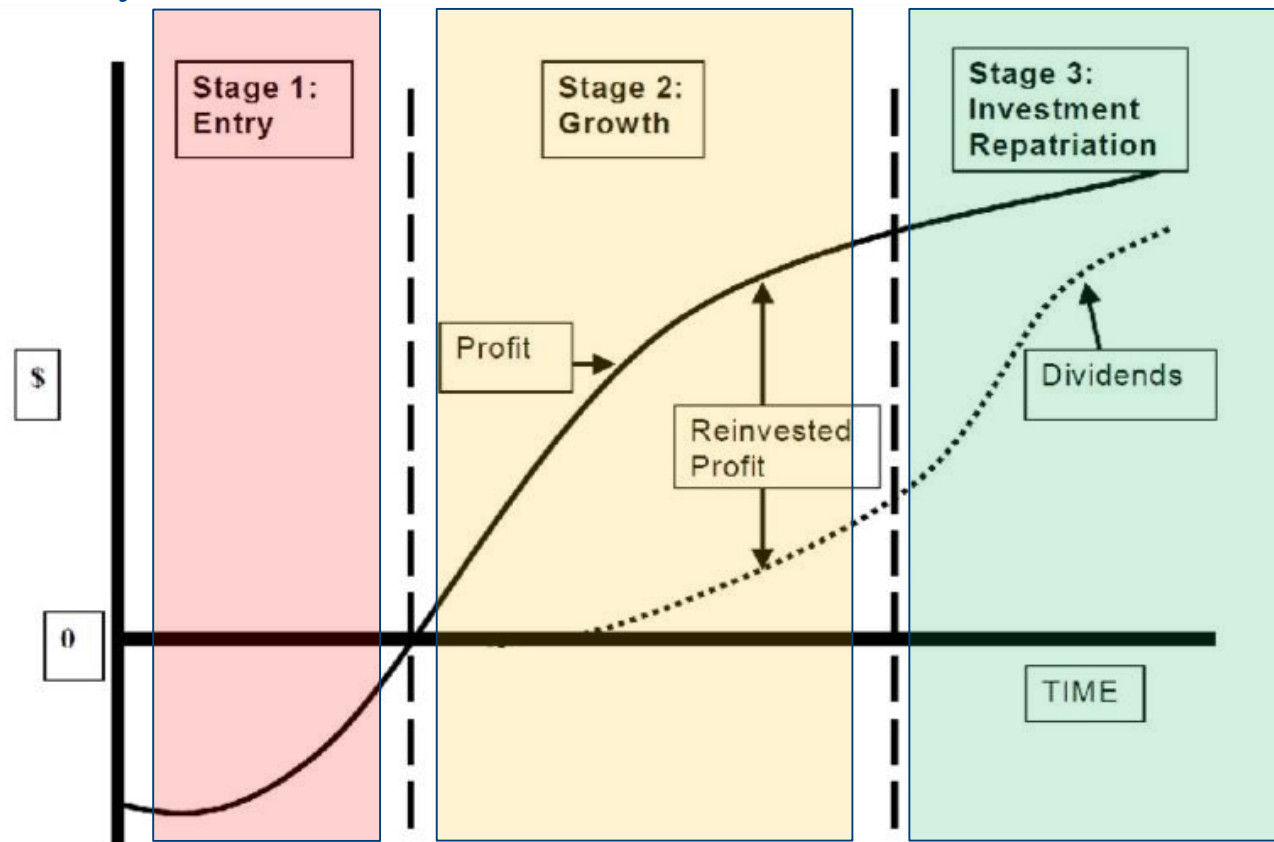 Stage 1:
Entry
Stage 2:
Growth
Stage 3:
Investment
Repatriation
Profit
$
Dividends
Reinvested
Profit
0
TIME